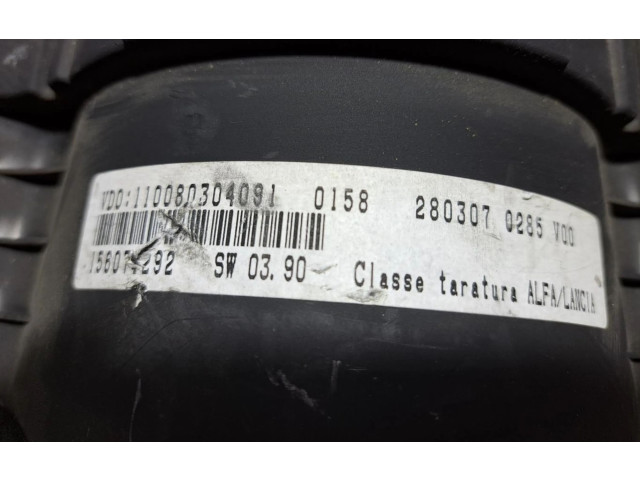 VDO:110080304091 0158 280307 0285 VDO
SW 03.90 Classe taratura ALFA/LANCIA